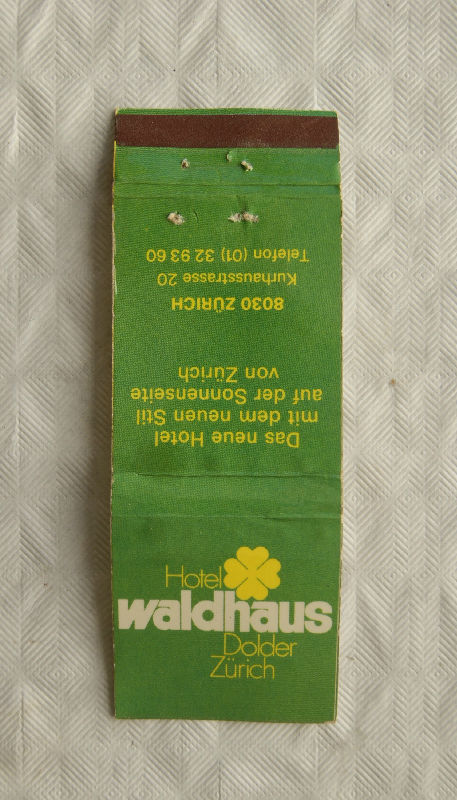 Hotel
waldhaus
Dolder
Zürich
Das neue Hotel
mit dem neuen Stil
auf der Sonnenseite
von Zürich
8030 ZÜRICH
Kurhausstrasse 20
Telefon (01) 32 93 60